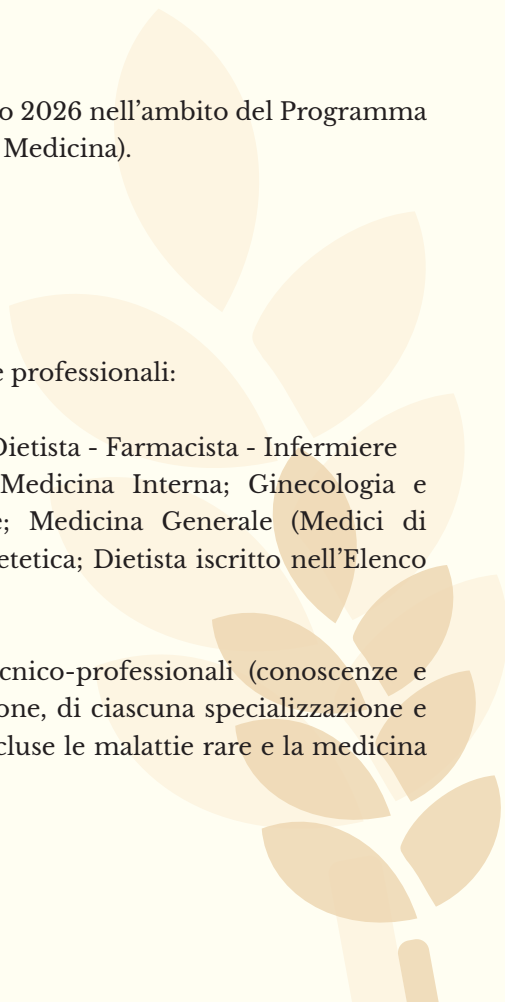 o 2026 nell’ambito del Programma
Medicina).
e professionali:
Dietista - Farmacista - Infermiere
Medicina Interna; Ginecologia e
e; Medicina Generale (Medici di
etetica; Dietista iscritto nell’Elenco
cnico-professionali (conoscenze e
one, di ciascuna specializzazione e
cluse le malattie rare e la medicina